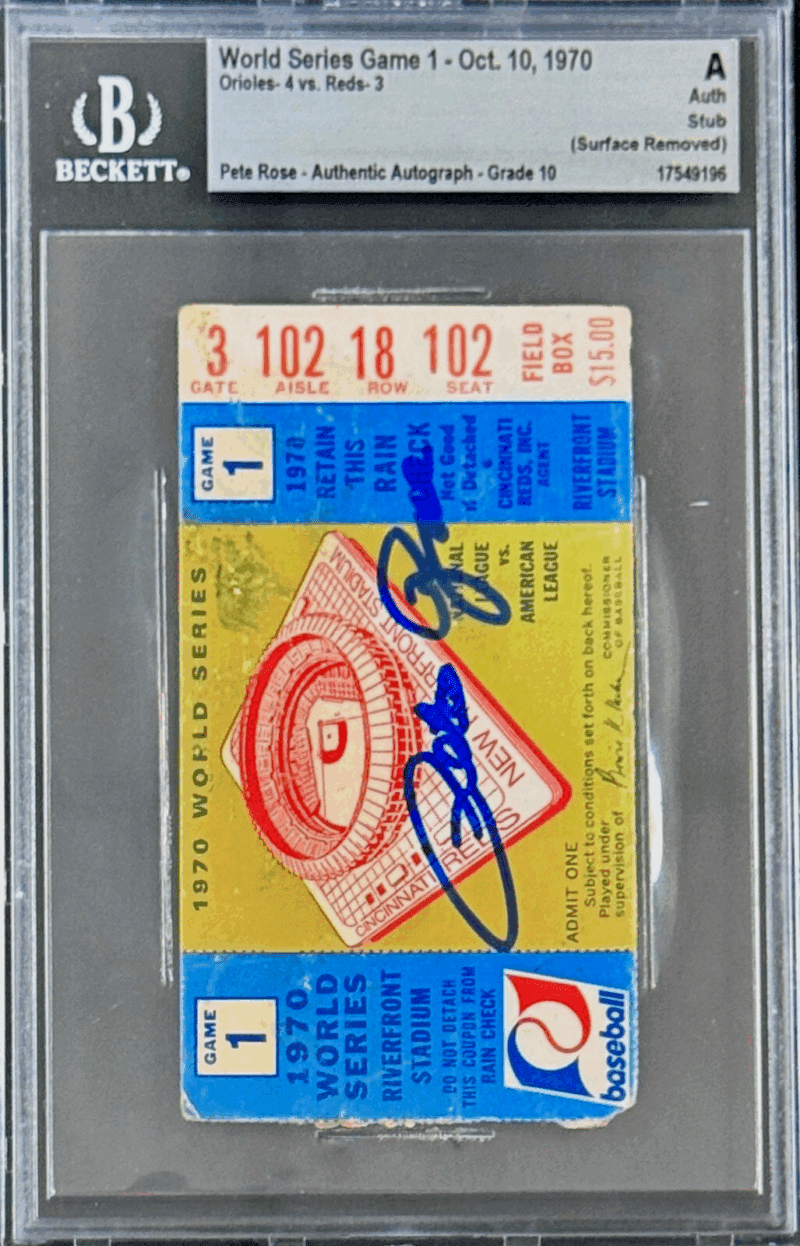 World Series Game 1 - Oct. 10, 1970
A
Orioles- 4 vs. Reds- 3
Auth
Stub
(Surface Removed)
Pete Rose - Authentic Autograph - Grade 10
17549196
B
BECKETT
3 102 18 102
GATE AISLE ROW SEAT
FIELD
BOX
$15.00
GAME
1
1970
RETAIN
THIS
RAIN
CHECK
Not Good
if Detached
CINCINNATI
REDS, INC.
AGENT
RIVERFRONT
STADIUM
1970 WORLD SERIES
CINCINNATI REDS
NEW RIVERFRONT STADIUM
NATIONAL
LEAGUE
VS.
AMERICAN
LEAGUE
Pete Rose
ADMIT ONE
Subject to conditions set forth on back hereof.
Played under
supervision of
COMMISSIONER
OF BASEBALL
GAME
1
1970
WORLD
SERIES
RIVERFRONT
STADIUM
DO NOT DETACH
THIS COUPON FROM
RAIN CHECK
baseball